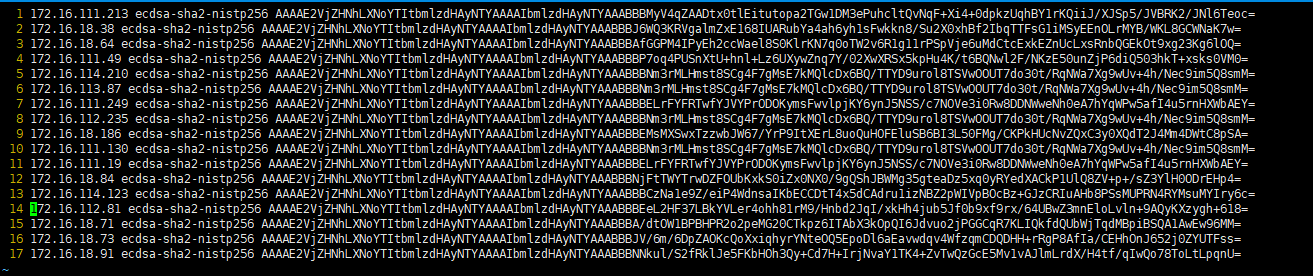 1 172.16.111.213 ecdsa-sha2-nistp256 AAAAE2VjZHNhLXNoYTItbmlzdHAyNTYAAAAIbmlzdHAyNTYAAABBBMyV4qZAADtx0tlEitutopa2TGw1DM3ePuhcltQvNqF+Xi4+0dpkzUqhBY1rKQiiJ/XJSp5/JVBRK2/JNl6Teoc=
2 172.16.18.38 ecdsa-sha2-nistp256 AAAAE2VjZHNhLXNoYTItbmlzdHAyNTYAAAAIbmlzdHAyNTYAAABBBJ6WQ3KRVgalmZxE168IUARubYa4ah6yh1sFwkkn8/Su2X0xhBf2IbqTTFsG1iMSyEEnOLrMYB/WKL8GCWNaK7w=
3 172.16.18.64 ecdsa-sha2-nistp256 AAAAE2VjZHNhLXNoYTItbmlzdHAyNTYAAAAIbmlzdHAyNTYAAABBBAfGGPM4IPyEh2ccWael8S0KlrKN7q0oTW2v6R1g11rPSpVje6uMdCtcExkEZnUcLxsRnbQGEkOt9xg23Kg6lOQ=
4 172.16.111.49 ecdsa-sha2-nistp256 AAAAE2VjZHNhLXNoYTItbmlzdHAyNTYAAAAIbmlzdHAyNTYAAABBBP7oq4PUSnXtU+hnl+Lz6UXywZnq7Y/02XwXRSx5kpHu4K/t6BQNwl2F/NKzE50unZjP6diQ503hkT+xsks0VM0=
5 172.16.114.210 ecdsa-sha2-nistp256 AAAAE2VjZHNhLXNoYTItbmlzdHAyNTYAAAAIbmlzdHAyNTYAAABBBNm3rMLHmst8SCg4F7gMsE7kMQlcDx6BQ/TTYD9urol8TSVwOOUT7do30t/RqNWa7Xg9wUv+4h/Nec9im5Q8smM=
6 172.16.113.87 ecdsa-sha2-nistp256 AAAAE2VjZHNhLXNoYTItbmlzdHAyNTYAAAAIbmlzdHAyNTYAAABBBNm3rMLHmst8SCg4F7gMsE7kMQlcDx6BQ/TTYD9urol8TSVwOOUT7do30t/RqNWa7Xg9wUv+4h/Nec9im5Q8smM=
7 172.16.111.249 ecdsa-sha2-nistp256 AAAAE2VjZHNhLXNoYTItbmlzdHAyNTYAAAAIbmlzdHAyNTYAAABBBELrFYFRTwfYJVYPrODOKymsFwvlpjKY6ynJ5NSS/c7NOVe3i0Rw8DDNWweNh0eA7hYqWPw5afI4u5rnHXWbAEY=
8 172.16.112.235 ecdsa-sha2-nistp256 AAAAE2VjZHNhLXNoYTItbmlzdHAyNTYAAAAIbmlzdHAyNTYAAABBBNm3rMLHmst8SCg4F7gMsE7kMQlcDx6BQ/TTYD9urol8TSVwOOUT7do30t/RqNWa7Xg9wUv+4h/Nec9im5Q8smM=
9 172.16.18.186 ecdsa-sha2-nistp256 AAAAE2VjZHNhLXNoYTItbmlzdHAyNTYAAAAIbmlzdHAyNTYAAABBBEMsMXSwxTzzwbJW67/YrP9ItXErL8uoQuHOFEluSB6BI3L50FMg/CKPkHUcNvZQxC3y0XQdT2J4Mm4DWtC8pSA=
10 172.16.111.130 ecdsa-sha2-nistp256 AAAAE2VjZHNhLXNoYTItbmlzdHAyNTYAAAAIbmlzdHAyNTYAAABBBNm3rMLHmst8SCg4F7gMsE7kMQlcDx6BQ/TTYD9urol8TSVwOOUT7do30t/RqNWa7Xg9wUv+4h/Nec9im5Q8smM=
11 172.16.111.19 ecdsa-sha2-nistp256 AAAAE2VjZHNhLXNoYTItbmlzdHAyNTYAAAAIbmlzdHAyNTYAAABBBELrFYFRTwfYJVYPrODOKymsFwvlpjKY6ynJ5NSS/c7NOVe3i0Rw8DDNWweNh0eA7hYqWPw5afI4u5rnHXWbAEY=
12 172.16.18.84 ecdsa-sha2-nistp256 AAAAE2VjZHNhLXNoYTItbmlzdHAyNTYAAAAIbmlzdHAyNTYAAABBBNjFtTWYTrwDZFOUbKxkS0iZx0NX0/9gQShJBWMg35gteaDz5xq0yRYedXACkP1UlQ8ZV+p+/sZ3YlH0ODrEHp4=
13 172.16.114.123 ecdsa-sha2-nistp256 AAAAE2VjZHNhLXNoYTItbmlzdHAyNTYAAAAIbmlzdHAyNTYAAABBBCzNa1e9Z/eiP4WdnsaIKbECCDtT4x5dCAdru1izNBZ2pWIVpBOcBz+GJzCRIuAHb8PSsMUPRN4RYMsuMYIry6c=
14 172.16.112.81 ecdsa-sha2-nistp256 AAAAE2VjZHNhLXNoYTItbmlzdHAyNTYAAAAIbmlzdHAyNTYAAABBBEeL2HF37LBkYVLer4ohh81rM9/Hnbd2JqI/xkHh4jub5Jf0b9xf9rx/64UBwZ3mnEloLvln+9AQyKXzygh+618=
15 172.16.18.71 ecdsa-sha2-nistp256 AAAAE2VjZHNhLXNoYTItbmlzdHAyNTYAAAAIbmlzdHAyNTYAAABBBA/dtOW1BPBHPR2o2peMG20CTkpz6ITAbX3kOpQI6Jdvuo2jPGGCqR7KLIQkfdQUbWjTqdMBpiBSQA1AwEw96MM=
16 172.16.18.73 ecdsa-sha2-nistp256 AAAAE2VjZHNhLXNoYTItbmlzdHAyNTYAAAAIbmlzdHAyNTYAAABBBJV/6m/6DpZAOKcQoXxiqhyrYNteOQ5EpoDl6aEavwdqv4WfzqmCDQDHH+rRgP8AfIa/CEHhOnJ652j0ZYUTFss=
17 172.16.18.91 ecdsa-sha2-nistp256 AAAAE2VjZHNhLXNoYTItbmlzdHAyNTYAAAAIbmlzdHAyNTYAAABBBNNkul/S2fRklJe5FKbHOh3Qy+Cd7H+IrjNvaY1TK4+ZvTwQzGcE5Mv1vAJlmLrdX/H4tf/qIwQo78ToLtLpqnU=
~